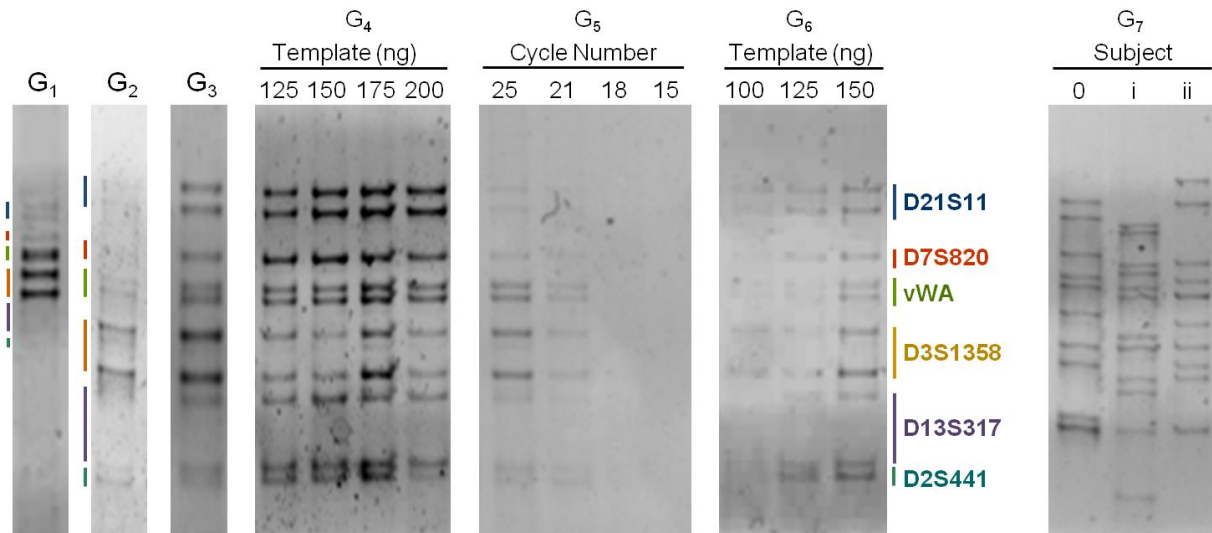 G₄ G₅ G₆ G₇
Template (ng) Cycle Number Template (ng) Subject
G₁ G₂ G₃ 125 150 175 200 25 21 18 15 100 125 150 0 i ii
D21S11
D7S820
vWA
D3S1358
D13S317
D2S441